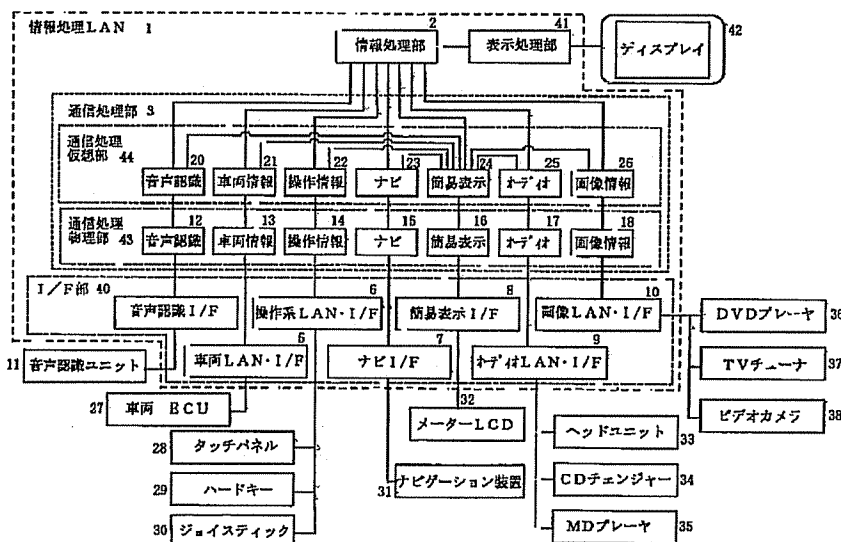 情報処理LAN 1
2
情報処理部
41
表示処理部
ディスプレイ
42
通信処理部 3
通信処理
仮想部 44
20
音声認識
21
車両情報
22
操作情報
23
ナビ
24
簡易表示
25
オーディオ
26
画像情報
通信処理
物理部 43
12
音声認識
13
車両情報
14
操作情報
15
ナビ
16
簡易表示
17
オーディオ
18
画像情報
I/F部 40
音声認識I/F
6
操作系LAN・I/F
8
簡易表示I/F
10
画像LAN・I/F
DVDプレーヤ
36
11
音声認識ユニット
5
車両LAN・I/F
7
ナビI/F
9
オーディオLAN・I/F
TVチューナ
37
27
車両 ECU
32
メーターLCD
ビデオカメラ
38
28
タッチパネル
ヘッドユニット
33
29
ハードキー
31
ナビゲーション装置
CDチェンジャー
34
30
ジョイスティック
MDプレーヤ
35